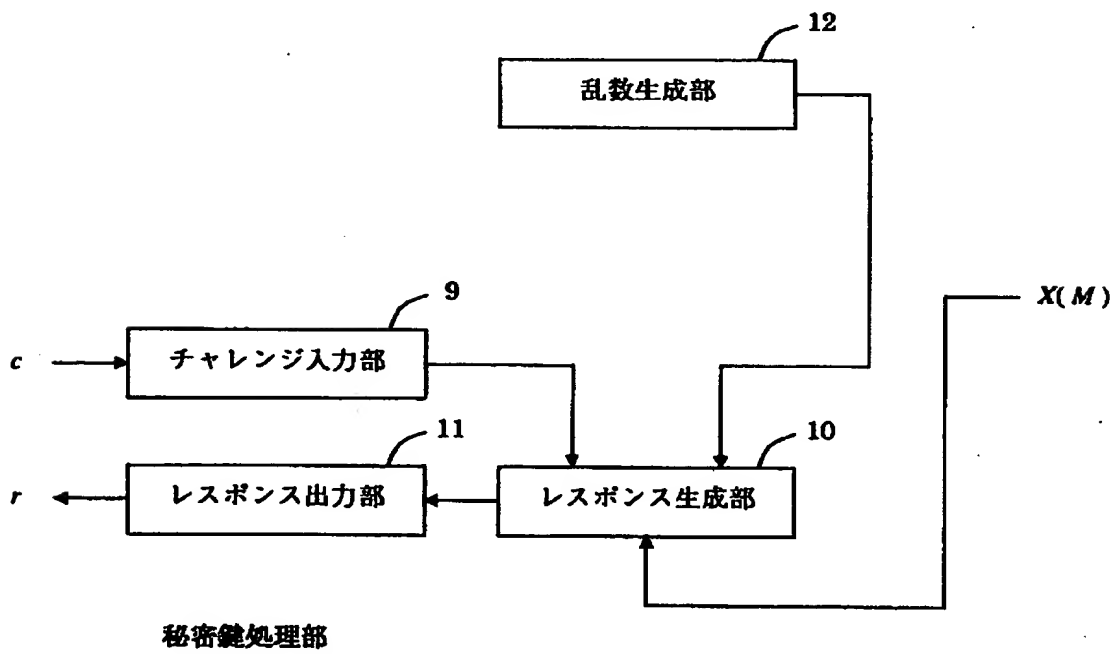 12
乱数生成部
X(M)
9
c
チャレンジ入力部
11
10
r
レスポンス出力部
レスポンス生成部
秘密鍵処理部